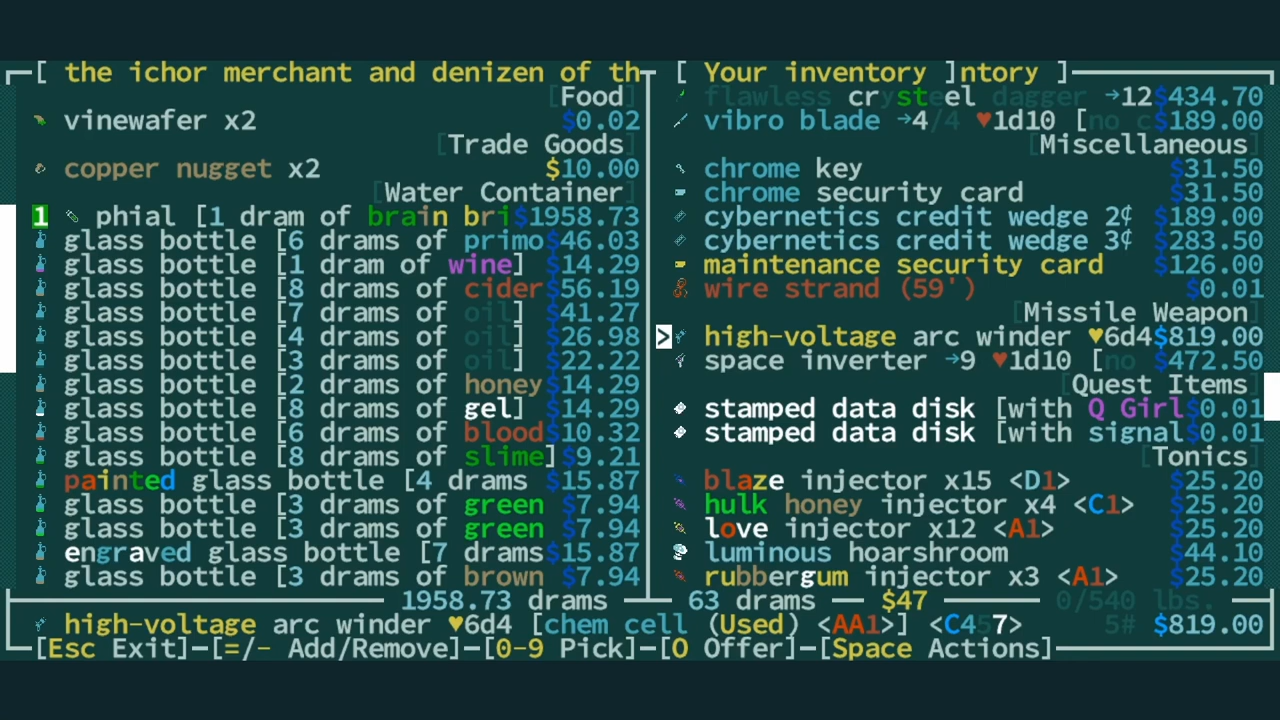 [ the ichor merchant and denizen of th
[Food]
vinewafer x2 $0.02
[Trade Goods]
copper nugget x2 $10.00
[Water Container]
1 phial [1 dram of brain bri$1958.73
glass bottle [6 drams of primo$46.03
glass bottle [1 dram of wine] $14.29
glass bottle [8 drams of cider$56.19
glass bottle [7 drams of oil] $41.27
glass bottle [4 drams of oil] $26.98
glass bottle [3 drams of oil] $22.22
glass bottle [2 drams of honey$14.29
glass bottle [8 drams of gel] $14.29
glass bottle [6 drams of blood$10.32
glass bottle [8 drams of slime]$9.21
painted glass bottle [4 drams $15.87
glass bottle [3 drams of green $7.94
glass bottle [3 drams of green $7.94
engraved glass bottle [7 drams$15.87
glass bottle [3 drams of brown $7.94
[ Your inventory ]ntory ]
flawless crysteel dagger →12$434.70
vibro blade →4/4 ♥1d10 [no c$189.00
[Miscellaneous]
chrome key $31.50
chrome security card $31.50
cybernetics credit wedge 2¢ $189.00
cybernetics credit wedge 3¢ $283.50
maintenance security card $126.00
wire strand (59') $0.01
[Missile Weapon]
> high-voltage arc winder ♥6d4$819.00
space inverter →9 ♥1d10 [no $472.50
[Quest Items]
stamped data disk [with Q Girl$0.01
stamped data disk [with signal$0.01
[Tonics]
blaze injector x15 <D1> $25.20
hulk honey injector x4 <C1> $25.20
love injector x12 <A1> $25.20
luminous hoarshroom $44.10
rubbergum injector x3 <A1> $25.20
1958.73 drams 63 drams $47 0/540 lbs.
high-voltage arc winder ♥6d4 [chem cell (Used) <AA1>] <C457> 5# $819.00
[Esc Exit]–[=/- Add/Remove]–[0-9 Pick]–[O Offer]–[Space Actions]